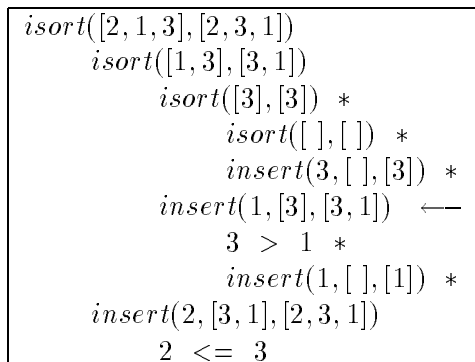 isort([2, 1, 3], [2, 3, 1])
isort([1, 3], [3, 1])
isort([3], [3]) *
isort([ ], [ ]) *
insert(3, [ ], [3]) *
insert(1, [3], [3, 1]) ←–
3 > 1 *
insert(1, [ ], [1]) *
insert(2, [3, 1], [2, 3, 1])
2 <= 3